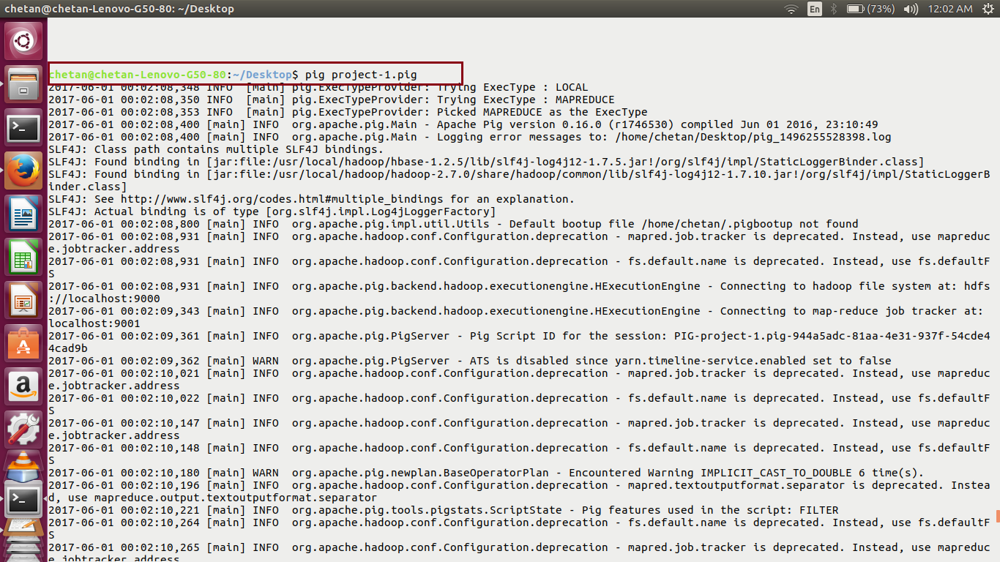 chetan@chetan-Lenovo-G50-80: ~/Desktop
En
(73%)
12:02 AM
chetan@chetan-Lenovo-G50-80:~/Desktop$ pig project-1.pig
2017-06-01 00:02:08,348 INFO  [main] pig.ExecTypeProvider: Trying ExecType : LOCAL
2017-06-01 00:02:08,350 INFO  [main] pig.ExecTypeProvider: Trying ExecType : MAPREDUCE
2017-06-01 00:02:08,353 INFO  [main] pig.ExecTypeProvider: Picked MAPREDUCE as the ExecType
2017-06-01 00:02:08,400 [main] INFO  org.apache.pig.Main - Apache Pig version 0.16.0 (r1746530) compiled Jun 01 2016, 23:10:49
2017-06-01 00:02:08,400 [main] INFO  org.apache.pig.Main - Logging error messages to: /home/chetan/Desktop/pig_1496255528398.log
SLF4J: Class path contains multiple SLF4J bindings.
SLF4J: Found binding in [jar:file:/usr/local/hadoop/hbase-1.2.5/lib/slf4j-log4j12-1.7.5.jar!/org/slf4j/impl/StaticLoggerBinder.class]
SLF4J: Found binding in [jar:file:/usr/local/hadoop/hadoop-2.7.0/share/hadoop/common/lib/slf4j-log4j12-1.7.10.jar!/org/slf4j/impl/StaticLoggerB
inder.class]
SLF4J: See http://www.slf4j.org/codes.html#multiple_bindings for an explanation.
SLF4J: Actual binding is of type [org.slf4j.impl.Log4jLoggerFactory]
2017-06-01 00:02:08,800 [main] INFO  org.apache.pig.impl.util.Utils - Default bootup file /home/chetan/.pigbootup not found
2017-06-01 00:02:08,931 [main] INFO  org.apache.hadoop.conf.Configuration.deprecation - mapred.job.tracker is deprecated. Instead, use mapreduc
e.jobtracker.address
2017-06-01 00:02:08,931 [main] INFO  org.apache.hadoop.conf.Configuration.deprecation - fs.default.name is deprecated. Instead, use fs.defaultF
S
2017-06-01 00:02:08,931 [main] INFO  org.apache.pig.backend.hadoop.executionengine.HExecutionEngine - Connecting to hadoop file system at: hdfs
://localhost:9000
2017-06-01 00:02:09,343 [main] INFO  org.apache.pig.backend.hadoop.executionengine.HExecutionEngine - Connecting to map-reduce job tracker at:
localhost:9001
2017-06-01 00:02:09,361 [main] INFO  org.apache.pig.PigServer - Pig Script ID for the session: PIG-project-1.pig-944a5adc-81aa-4e31-937f-54cde4
4cad9b
2017-06-01 00:02:09,362 [main] WARN  org.apache.pig.PigServer - ATS is disabled since yarn.timeline-service.enabled set to false
2017-06-01 00:02:10,021 [main] INFO  org.apache.hadoop.conf.Configuration.deprecation - mapred.job.tracker is deprecated. Instead, use mapreduc
e.jobtracker.address
2017-06-01 00:02:10,022 [main] INFO  org.apache.hadoop.conf.Configuration.deprecation - fs.default.name is deprecated. Instead, use fs.defaultF
S
2017-06-01 00:02:10,147 [main] INFO  org.apache.hadoop.conf.Configuration.deprecation - mapred.job.tracker is deprecated. Instead, use mapreduc
e.jobtracker.address
2017-06-01 00:02:10,148 [main] INFO  org.apache.hadoop.conf.Configuration.deprecation - fs.default.name is deprecated. Instead, use fs.defaultF
S
2017-06-01 00:02:10,180 [main] WARN  org.apache.pig.newplan.BaseOperatorPlan - Encountered Warning IMPLICIT_CAST_TO_DOUBLE 6 time(s).
2017-06-01 00:02:10,196 [main] INFO  org.apache.hadoop.conf.Configuration.deprecation - mapred.textoutputformat.separator is deprecated. Instea
d, use mapreduce.output.textoutputformat.separator
2017-06-01 00:02:10,221 [main] INFO  org.apache.pig.tools.pigstats.ScriptState - Pig features used in the script: FILTER
2017-06-01 00:02:10,264 [main] INFO  org.apache.hadoop.conf.Configuration.deprecation - fs.default.name is deprecated. Instead, use fs.defaultF
S
2017-06-01 00:02:10,265 [main] INFO  org.apache.hadoop.conf.Configuration.deprecation - mapred.job.tracker is deprecated. Instead, use mapreduc
e.jobtracker.address